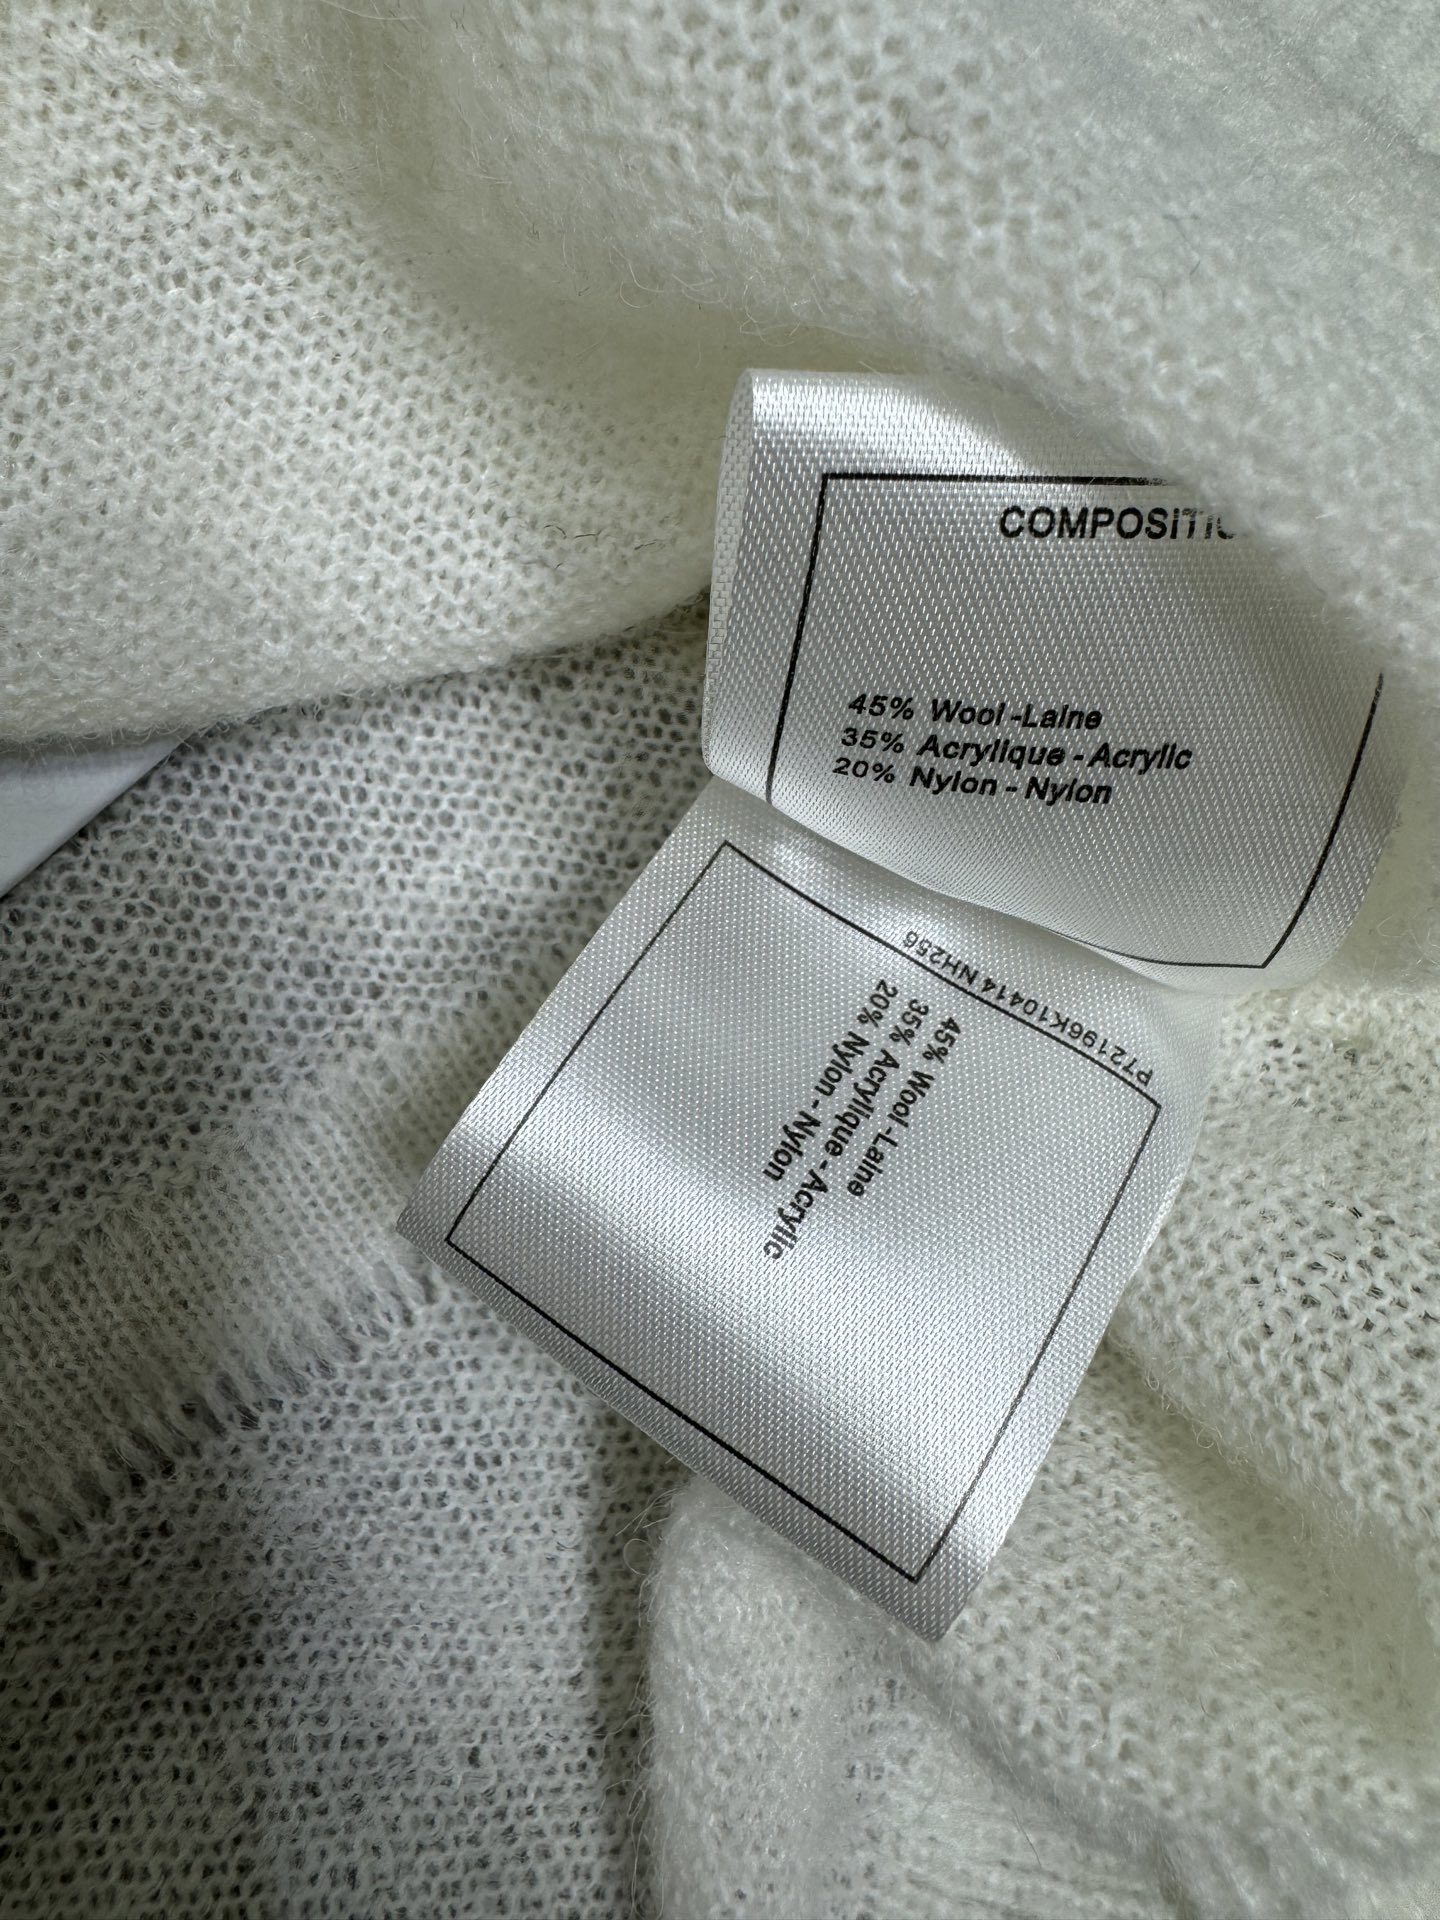 COMPOSITIO
45% Wool -Laine
35% Acrylique - Acrylic
20% Nylon - Nylon
P72196K10414 NH256
45% Wool -Laine
35% Acrylique - Acrylic
20% Nylon - Nylon